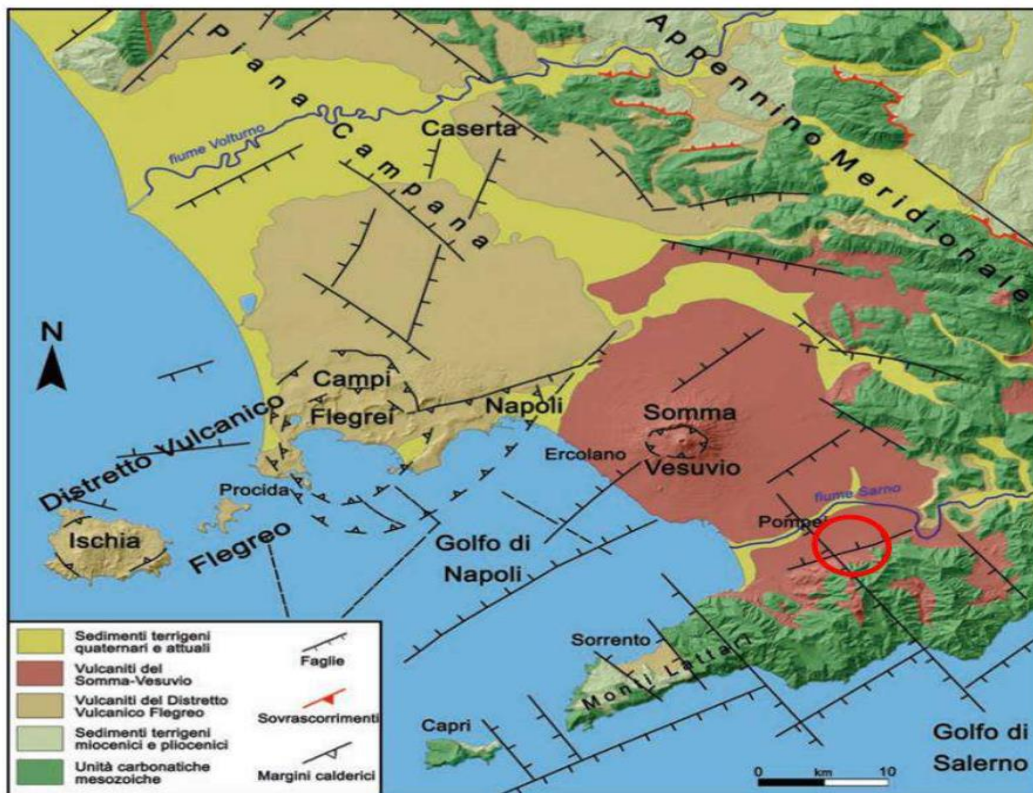 Piana Campana
Appennino Meridionale
fiume Volturno
Caserta
N
Campi
Flegrei
Napoli
Somma
Vesuvio
Ercolano
Distretto Vulcanico
Flegreo
Procida
Ischia
fiume Sarno
Pompei
Golfo di
Napoli
Sorrento
Monti Lattari
Capri
Golfo di
Salerno
0 km 10
Sedimenti terrigeni
quaternari e attuali
Vulcaniti del
Somma-Vesuvio
Vulcaniti del Distretto
Vulcanico Flegreo
Sedimenti terrigeni
miocenici e pliocenici
Unità carbonatiche
mesozoiche
Faglie
Sovrascorrimenti
Margini calderici